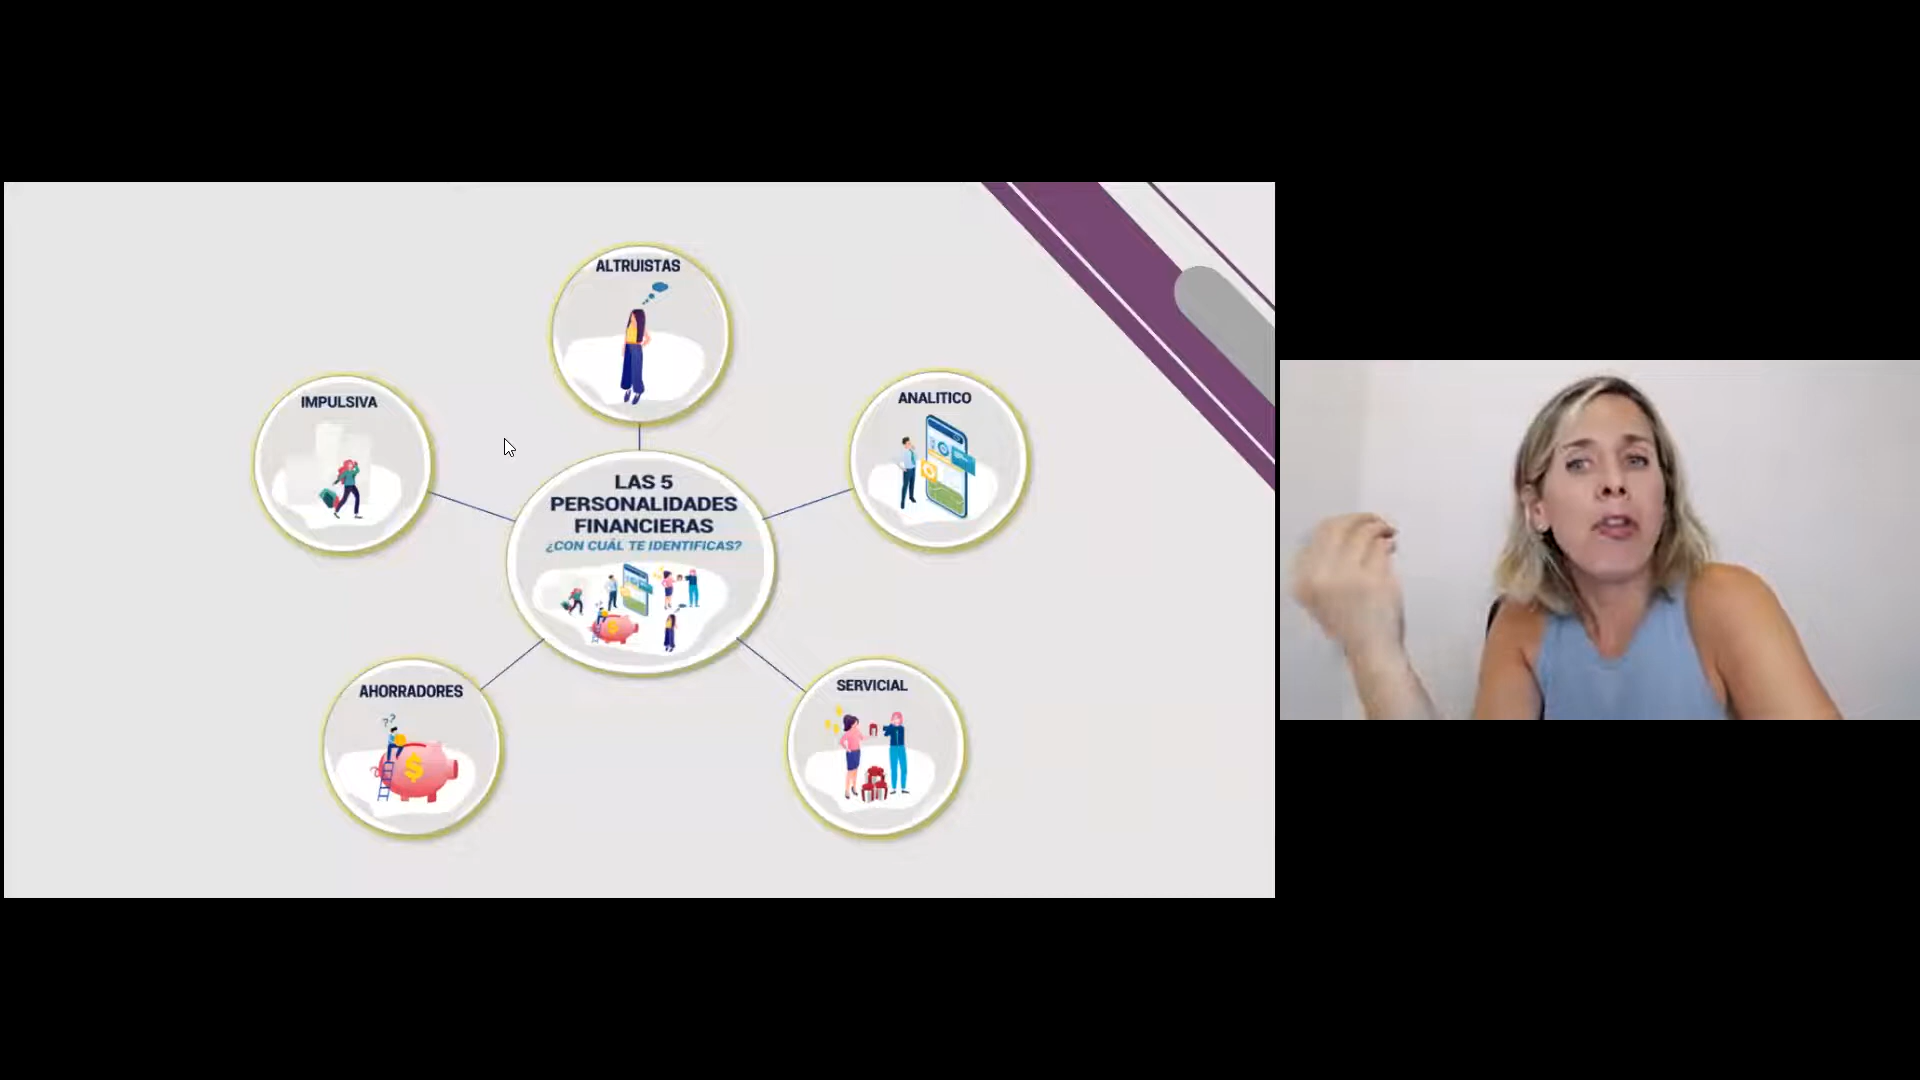 ALTRUISTAS
IMPULSIVA
ANALITICO
LAS 5
PERSONALIDADES
FINANCIERAS
¿CON CUÁL TE IDENTIFICAS?
AHORRADORES
??
$
$
SERVICIAL